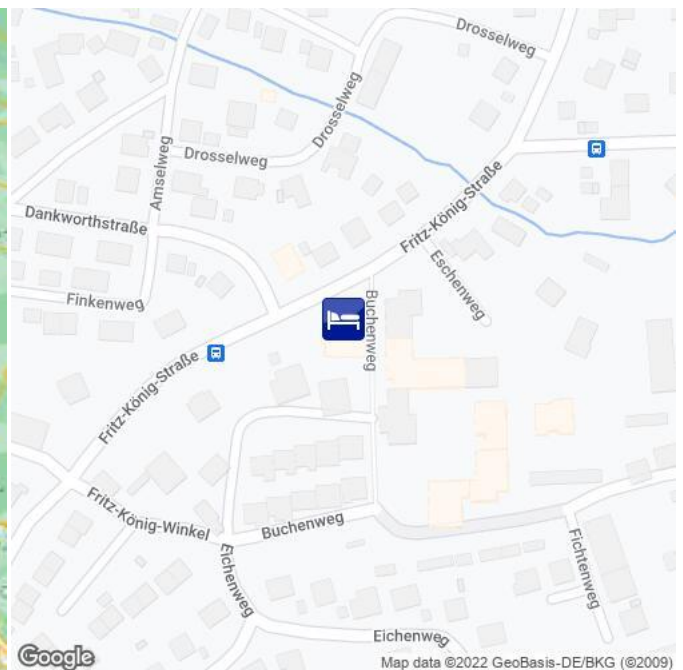 Drosselweg
Drosselweg
Drosselweg
Amselweg
Fritz-König-Straße
Dankworthstraße
Eschenweg
Finkenweg
Buchenweg
Fritz-König-Straße
Fritz-König-Winkel
Buchenweg
Eichenweg
Fichtenweg
Eichenweg
Google
Map data ©2022 GeoBasis-DE/BKG (©2009)